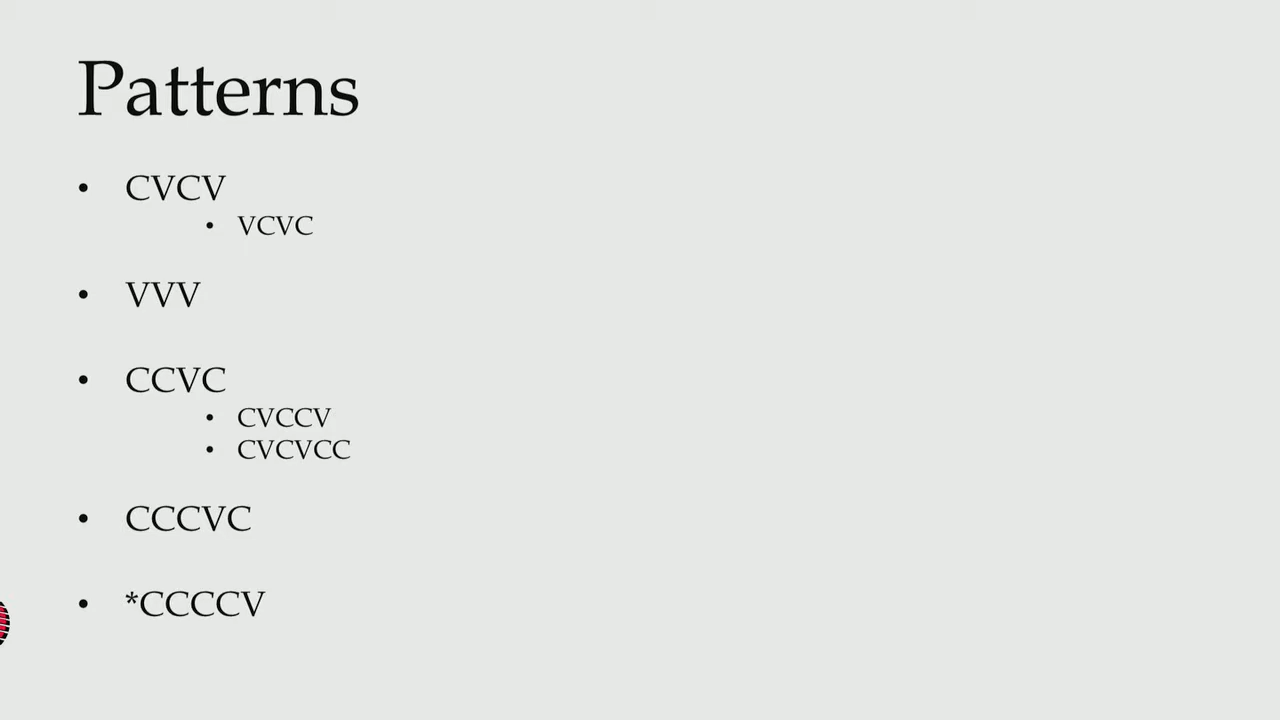 Patterns
• CVCV
• VCVC
• VVV
• CCVC
• CVCCV
• CVCVCC
• CCCVC
• *CCCCV